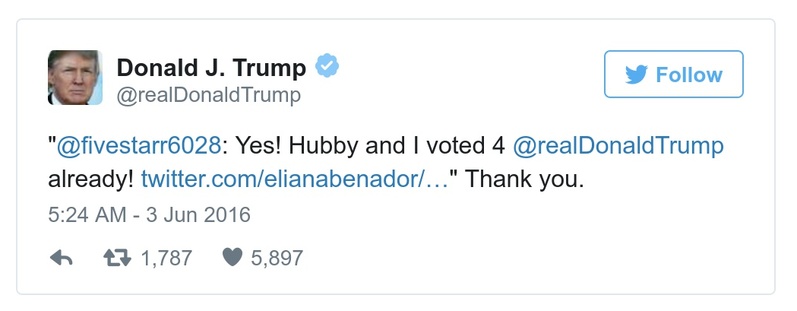 Donald J. Trump
@realDonaldTrump
Follow
"@fivestarr6028: Yes! Hubby and I voted 4 @realDonaldTrump
already! twitter.com/elianabenador/…" Thank you.
5:24 AM - 3 Jun 2016
1,787 5,897